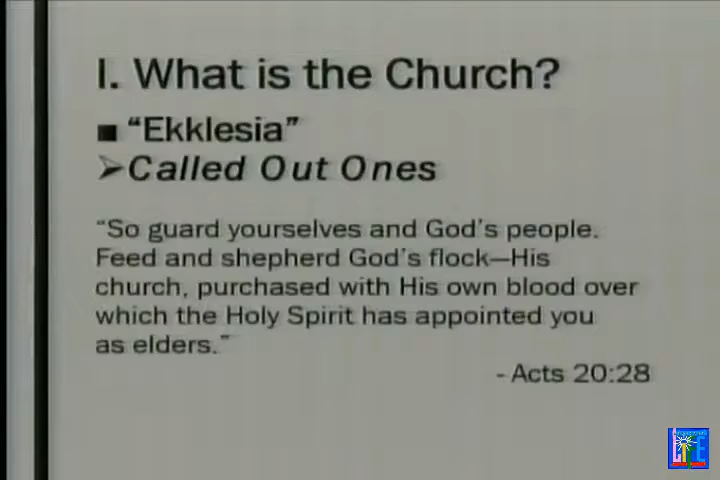 I. What is the Church?
■ “Ekklesia”
➢Called Out Ones
“So guard yourselves and God's people.
Feed and shepherd God's flock—His
church, purchased with His own blood over
which the Holy Spirit has appointed you
as elders.”
- Acts 20:28
LIFE